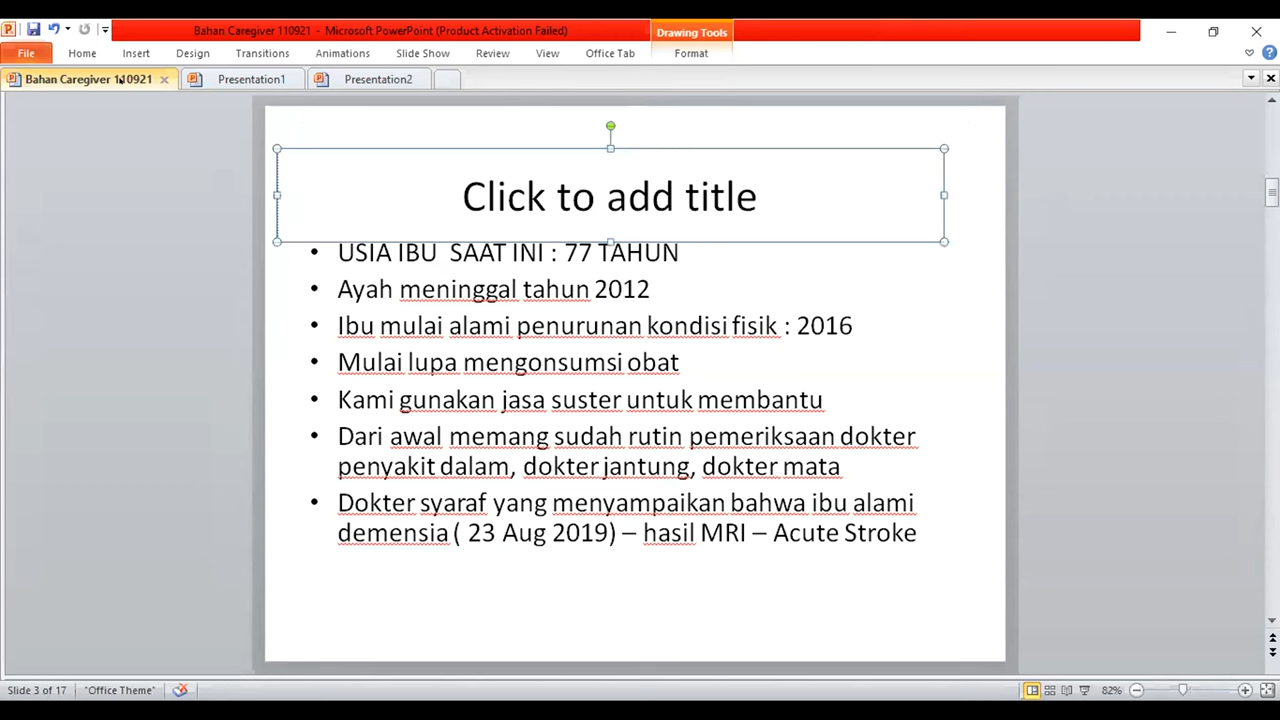 Bahan Caregiver 110921 - Microsoft PowerPoint (Product Activation Failed)
Drawing Tools
File Home Insert Design Transitions Animations Slide Show Review View Office Tab Format
Bahan Caregiver 110921 Presentation1 Presentation2
Click to add title
• USIA IBU SAAT INI : 77 TAHUN
• Ayah meninggal tahun 2012
• Ibu mulai alami penurunan kondisi fisik : 2016
• Mulai lupa mengonsumsi obat
• Kami gunakan jasa suster untuk membantu
• Dari awal memang sudah rutin pemeriksaan dokter
penyakit dalam, dokter jantung, dokter mata
• Dokter syaraf yang menyampaikan bahwa ibu alami
demensia ( 23 Aug 2019) – hasil MRI – Acute Stroke
Slide 3 of 17 "Office Theme" 82%